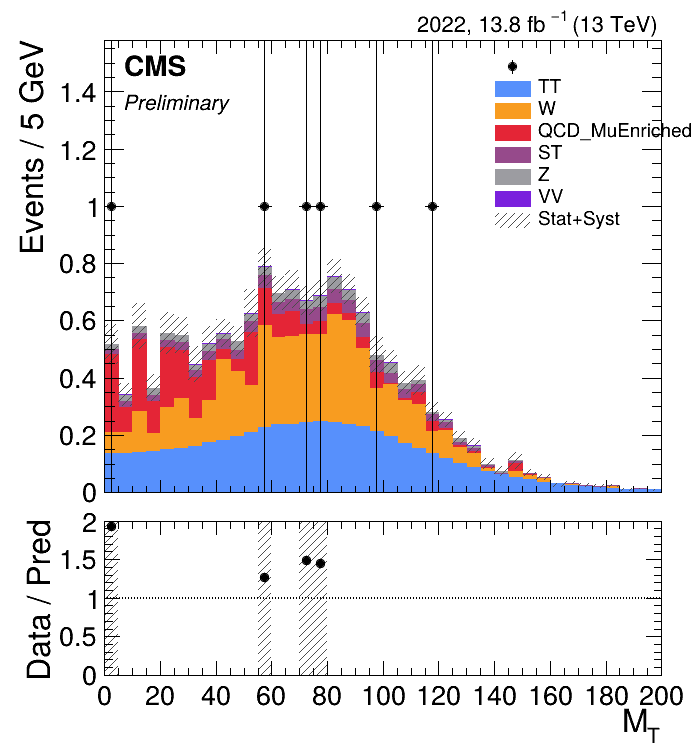 2022, 13.8 fb⁻¹ (13 TeV)
CMS
Preliminary
Events / 5 GeV
1.4
1.2
1
0.8
0.6
0.4
0.2
0
TT
W
QCD_MuEnriched
ST
Z
VV
Stat+Syst
Data / Pred
2
1.5
1
0.5
0
0 20 40 60 80 100 120 140 160 180 200
M_T